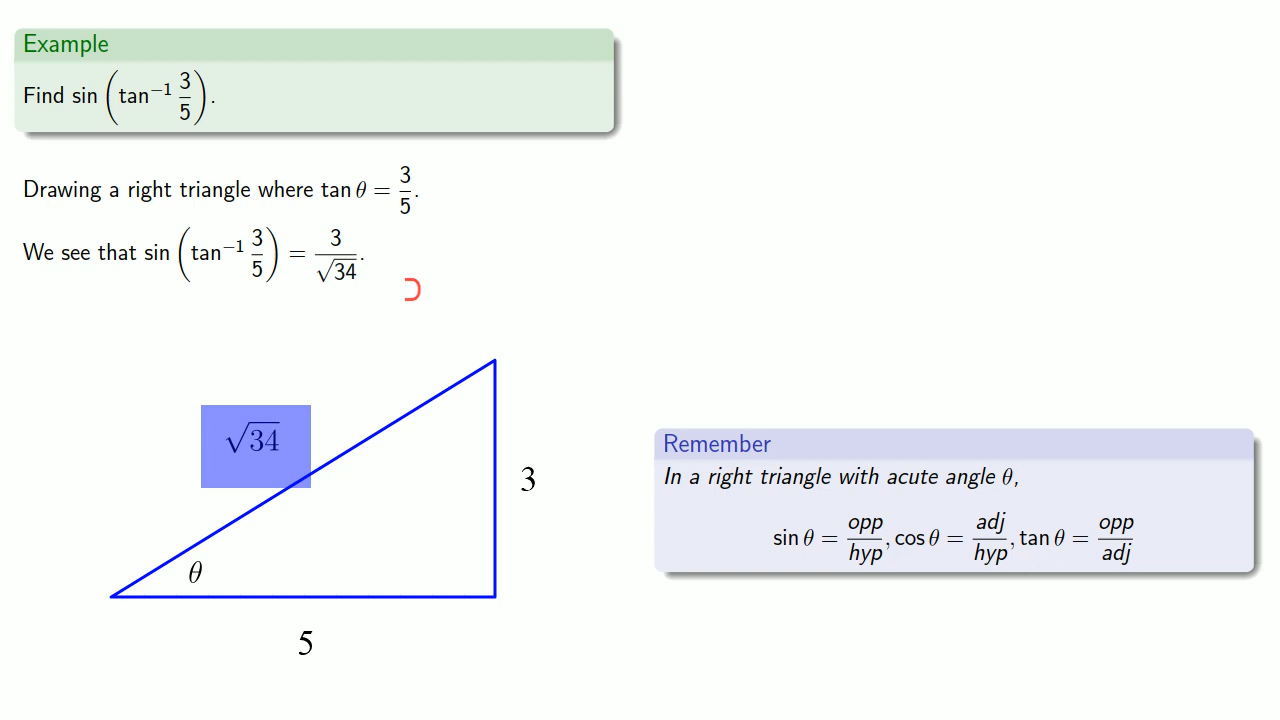 Example
Find sin (tan⁻¹ 3/5).
Drawing a right triangle where tan θ = 3/5.
We see that sin (tan⁻¹ 3/5) = 3/√34.
√34
3
θ
5
Remember
In a right triangle with acute angle θ,
sin θ = opp/hyp, cos θ = adj/hyp, tan θ = opp/adj